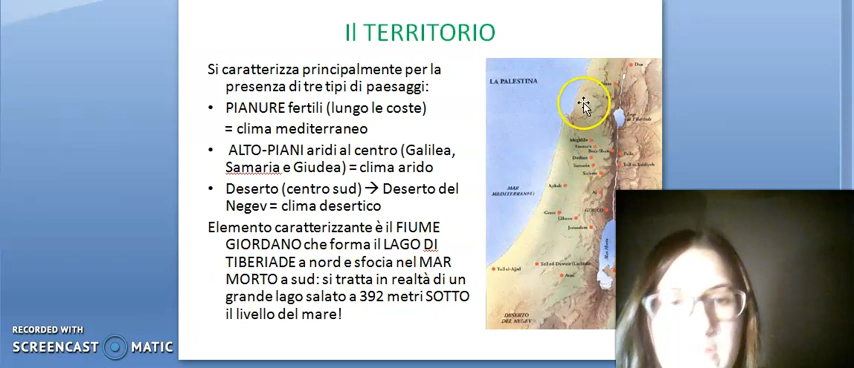 Il TERRITORIO
Si caratterizza principalmente per la
presenza di tre tipi di paesaggi:
• PIANURE fertili (lungo le coste)
= clima mediterraneo
• ALTO-PIANI aridi al centro (Galilea,
Samaria e Giudea) = clima arido
• Deserto (centro sud) → Deserto del
Negev = clima desertico
Elemento caratterizzante è il FIUME
GIORDANO che forma il LAGO DI
TIBERIADE a nord e sfocia nel MAR
MORTO a sud: si tratta in realtà di un
grande lago salato a 392 metri SOTTO
il livello del mare!
LA PALESTINA
Dan
MAR
MEDITERRANEO
Gerusalemme
DESERTO
DEL NEGEV
RECORDED WITH
SCREENCAST MATIC